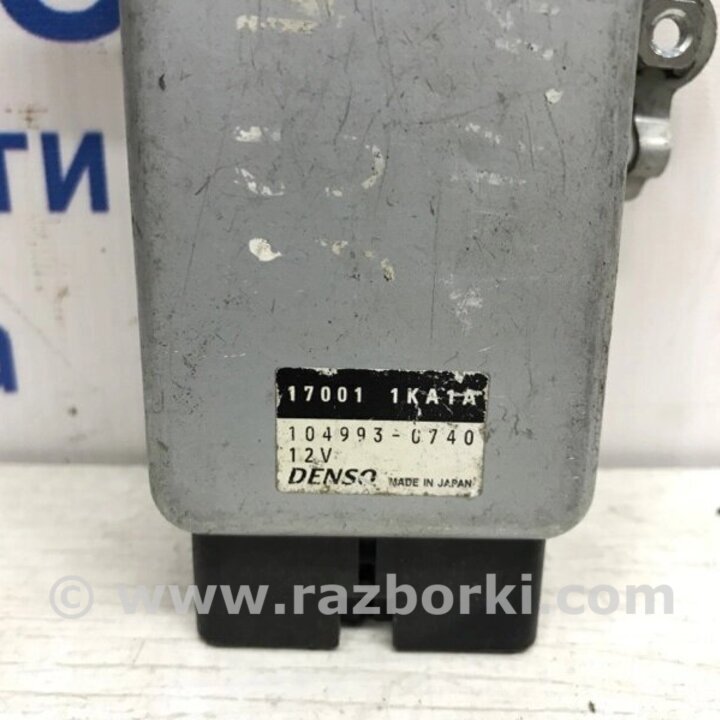 ТИ
17001 1KA1A
104993-0740
12V
DENSO MADE IN JAPAN
© www.razborki.com